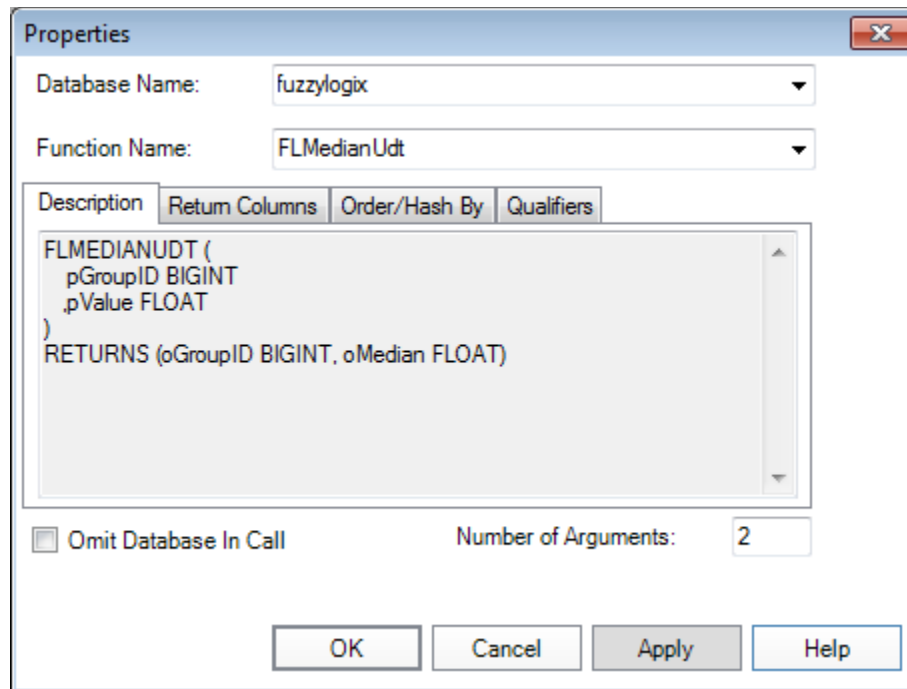 Properties
Database Name: fuzzylogix
Function Name: FLMedianUdt
Description Return Columns Order/Hash By Qualifiers
FLMEDIANUDT (
pGroupID BIGINT
,pValue FLOAT
)
RETURNS (oGroupID BIGINT, oMedian FLOAT)
Omit Database In Call Number of Arguments: 2
OK Cancel Apply Help